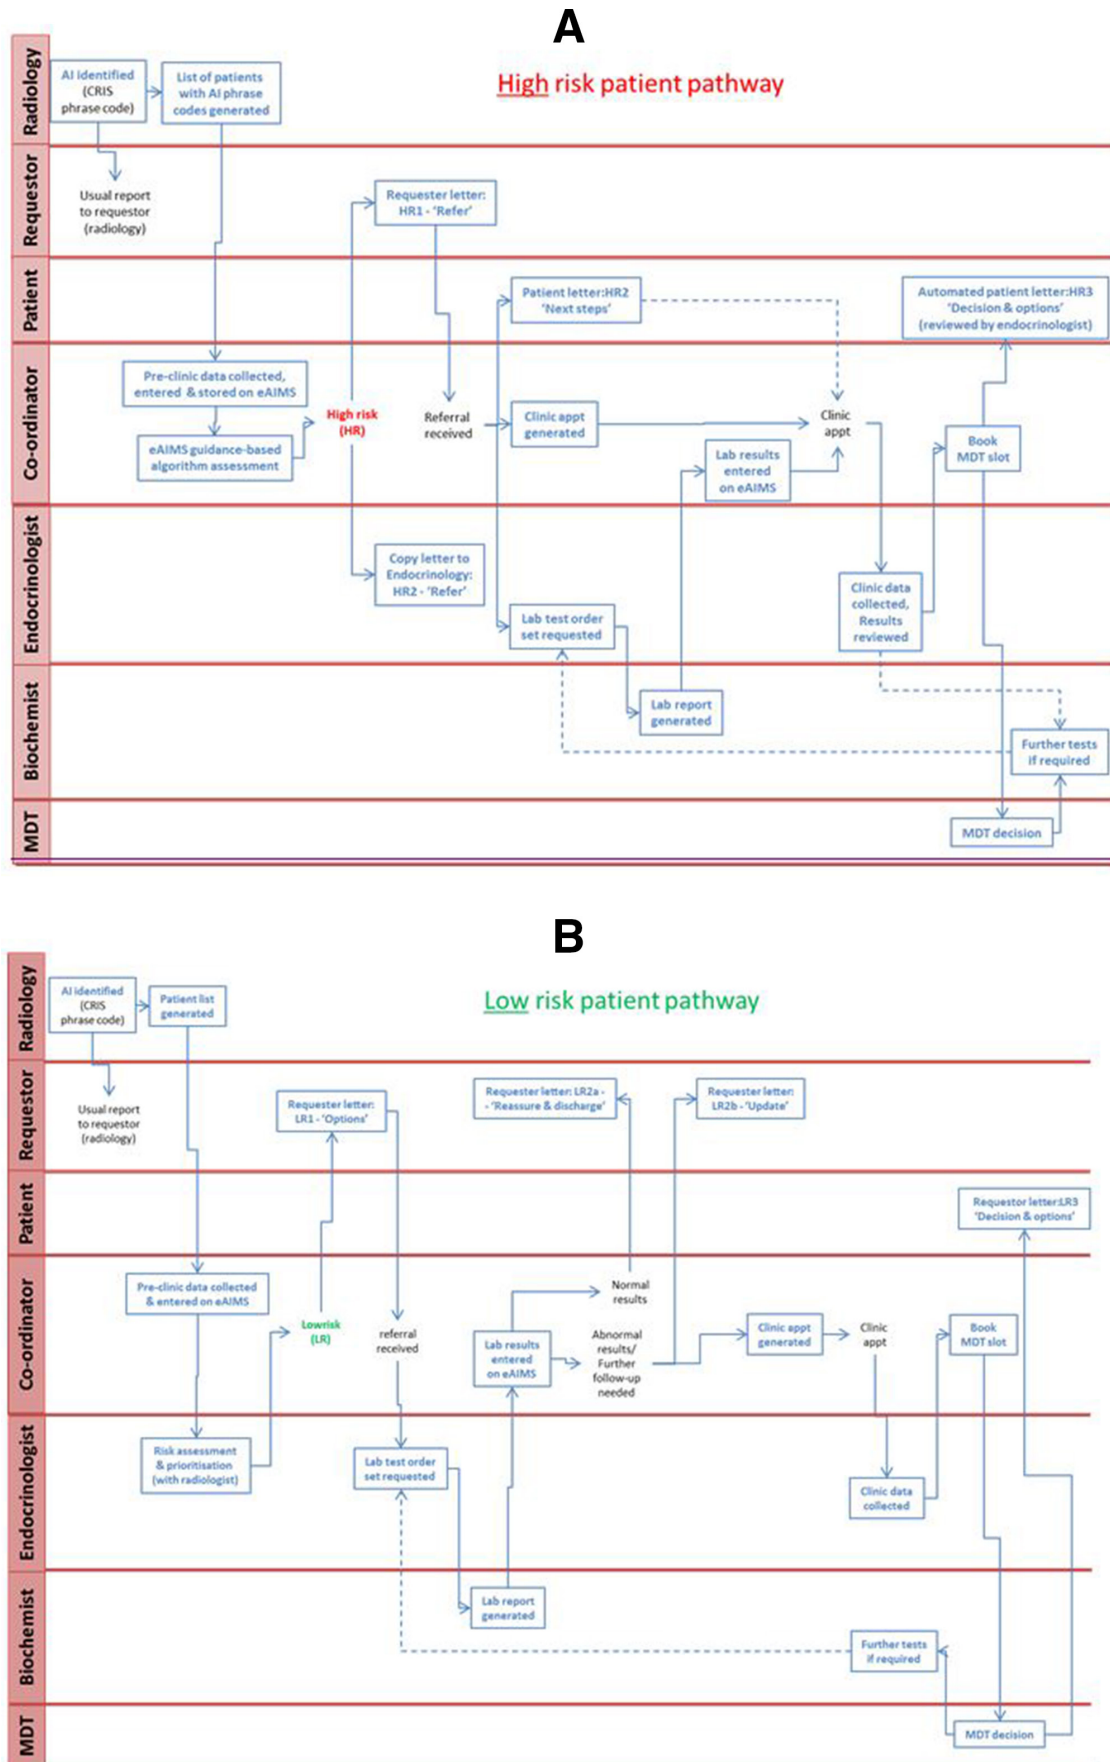 A
High risk patient pathway
Radiology
AI identified
(CRIS
phrase code)
List of patients
with AI phrase
codes generated
Requestor
Usual report
to requestor
(radiology)
Requester letter:
HR1 - ‘Refer’
Patient
Patient letter:HR2
‘Next steps’
Automated patient letter:HR3
‘Decision & options’
(reviewed by endocrinologist)
Co-ordinator
Pre-clinic data collected,
entered & stored on eAIMS
eAIMS guidance-based
algorithm assessment
High risk
(HR)
Referral
received
Clinic appt
generated
Lab results
entered
on eAIMS
Clinic
appt
Book
MDT slot
Endocrinologist
Copy letter to
Endocrinology:
HR2 - ‘Refer’
Lab test order
set requested
Clinic data
collected,
Results
reviewed
Biochemist
Lab report
generated
Further tests
if required
MDT
MDT decision
B
Low risk patient pathway
Radiology
AI identified
(CRIS
phrase code)
Patient list
generated
Requestor
Usual report
to requestor
(radiology)
Requester letter:
LR1 - ‘Options’
Requester letter: LR2a -
- ‘Reassure & discharge’
Requester letter:
LR2b - ‘Update’
Patient
Requestor letter:LR3
‘Decision & options’
Co-ordinator
Pre-clinic data collected
& entered on eAIMS
Lowrisk
(LR)
referral
received
Lab results
entered
on eAIMS
Normal
results
Abnormal
results/
Further
follow-up
needed
Clinic appt
generated
Clinic
appt
Book
MDT slot
Endocrinologist
Risk assessment
& prioritisation
(with radiologist)
Lab test order
set requested
Clinic data
collected
Biochemist
Lab report
generated
Further tests
if required
MDT
MDT decision